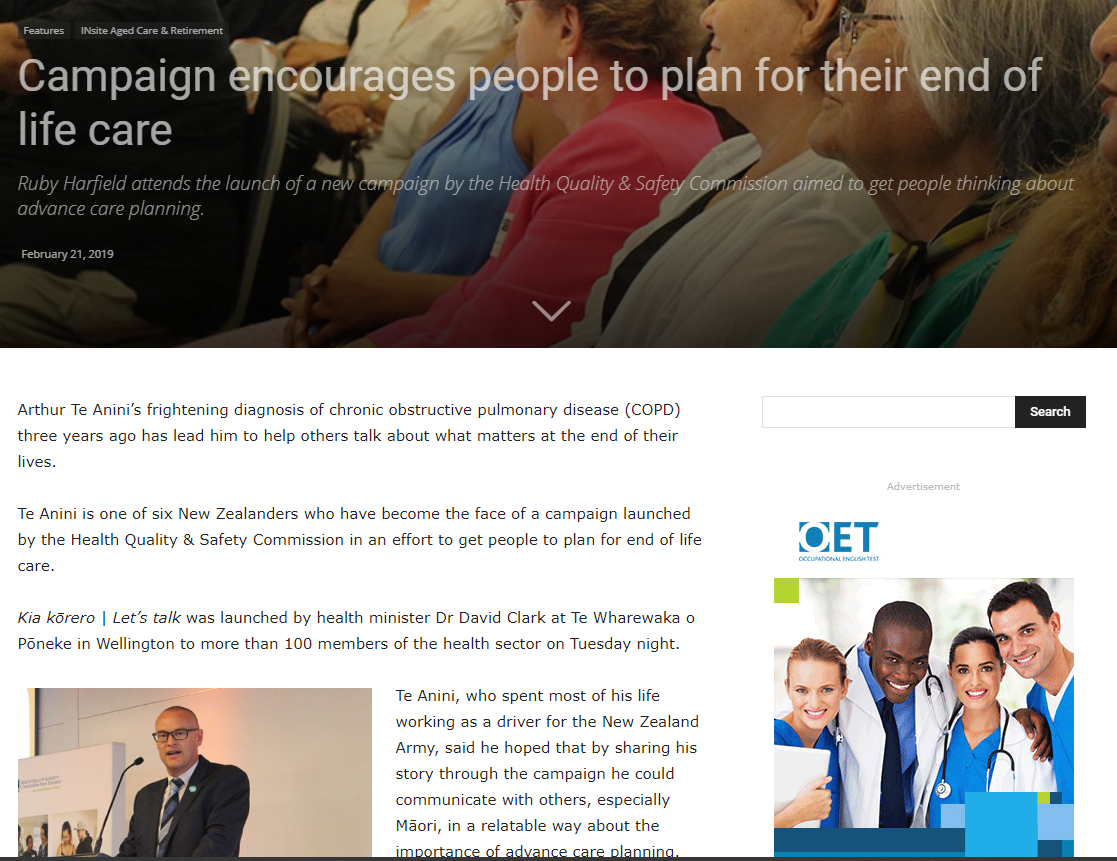 Features
INsite Aged Care & Retirement
Campaign encourages people to plan for their end of
life care
Ruby Harfield attends the launch of a new campaign by the Health Quality & Safety Commission aimed to get people thinking about
advance care planning.
February 21, 2019
Arthur Te Anini’s frightening diagnosis of chronic obstructive pulmonary disease (COPD)
three years ago has lead him to help others talk about what matters at the end of their
lives.
Te Anini is one of six New Zealanders who have become the face of a campaign launched
by the Health Quality & Safety Commission in an effort to get people to plan for end of life
care.
Kia kōrero | Let’s talk was launched by health minister Dr David Clark at Te Wharewaka o
Pōneke in Wellington to more than 100 members of the health sector on Tuesday night.
Te Anini, who spent most of his life
working as a driver for the New Zealand
Army, said he hoped that by sharing his
story through the campaign he could
communicate with others, especially
Māori, in a relatable way about the
importance of advance care planning.
Search
Advertisement
OET
OCCUPATIONAL ENGLISH TEST